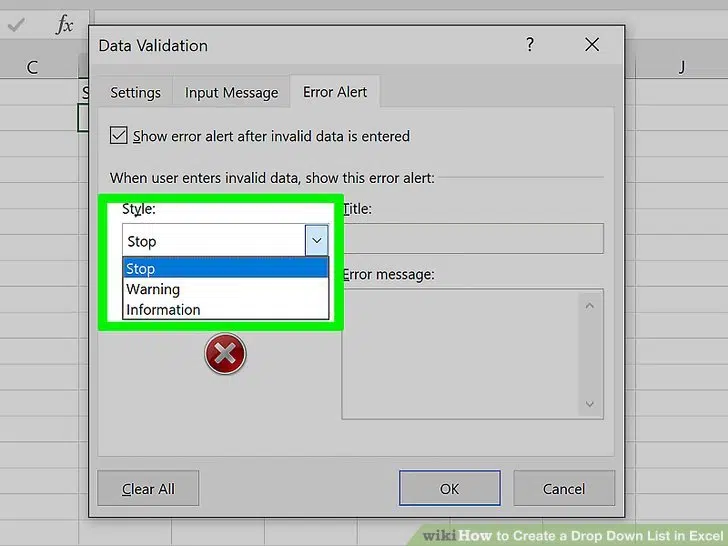 fx
Data Validation ?
C J
Settings Input Message Error Alert
Show error alert after invalid data is entered
When user enters invalid data, show this error alert:
Style: Title:
Stop
Stop
Error message:
Warning
Information
Clear All OK Cancel
wikiHow to Create a Drop Down List in Excel